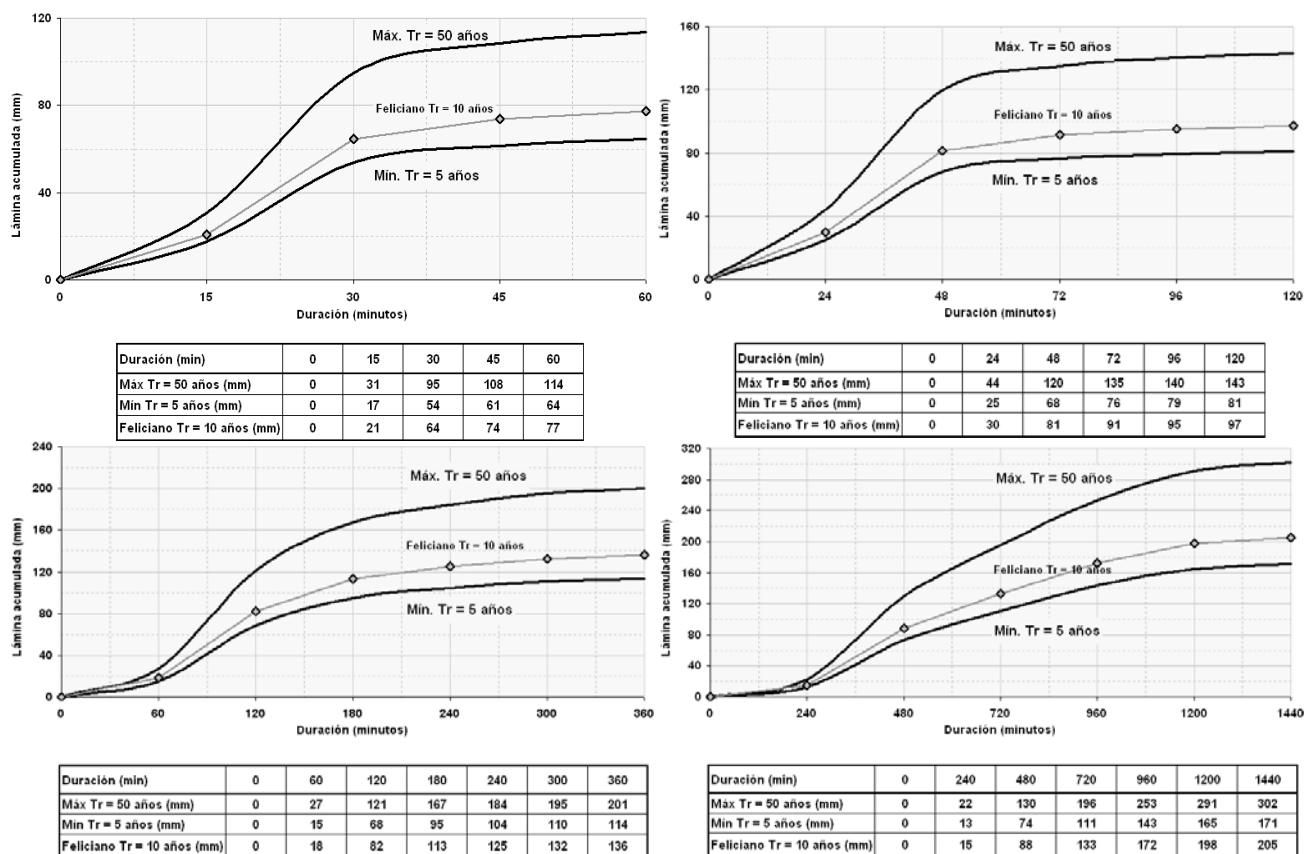 120
80
40
0
Lámina acumulada (mm)
Máx. Tr = 50 años
Feliciano Tr = 10 años
Mín. Tr = 5 años
0 15 30 45 60
Duración (minutos)
Duración (min) 0 15 30 45 60
Máx Tr = 50 años (mm) 0 31 95 108 114
Mín Tr = 5 años (mm) 0 17 54 61 64
Feliciano Tr = 10 años (mm) 0 21 64 74 77
160
120
80
40
0
Lámina acumulada (mm)
Máx. Tr = 50 años
Feliciano Tr = 10 años
Mín. Tr = 5 años
0 24 48 72 96 120
Duración (minutos)
Duración (min) 0 24 48 72 96 120
Máx Tr = 50 años (mm) 0 44 120 135 140 143
Mín Tr = 5 años (mm) 0 25 68 76 79 81
Feliciano Tr = 10 años (mm) 0 30 81 91 95 97
240
200
160
120
80
40
0
Lámina acumulada (mm)
Máx. Tr = 50 años
Feliciano Tr = 10 años
Mín. Tr = 5 años
0 60 120 180 240 300 360
Duración (minutos)
Duración (min) 0 60 120 180 240 300 360
Máx Tr = 50 años (mm) 0 27 121 167 184 195 201
Mín Tr = 5 años (mm) 0 15 68 95 104 110 114
Feliciano Tr = 10 años (mm) 0 18 82 113 125 132 136
320
280
240
200
160
120
80
40
0
Lámina acumulada (mm)
Máx. Tr = 50 años
Feliciano Tr = 10 años
Mín. Tr = 5 años
0 240 480 720 960 1200 1440
Duración (minutos)
Duración (min) 0 240 480 720 960 1200 1440
Máx Tr = 50 años (mm) 0 22 130 196 253 291 302
Mín Tr = 5 años (mm) 0 13 74 111 143 165 171
Feliciano Tr = 10 años (mm) 0 15 88 133 172 198 205